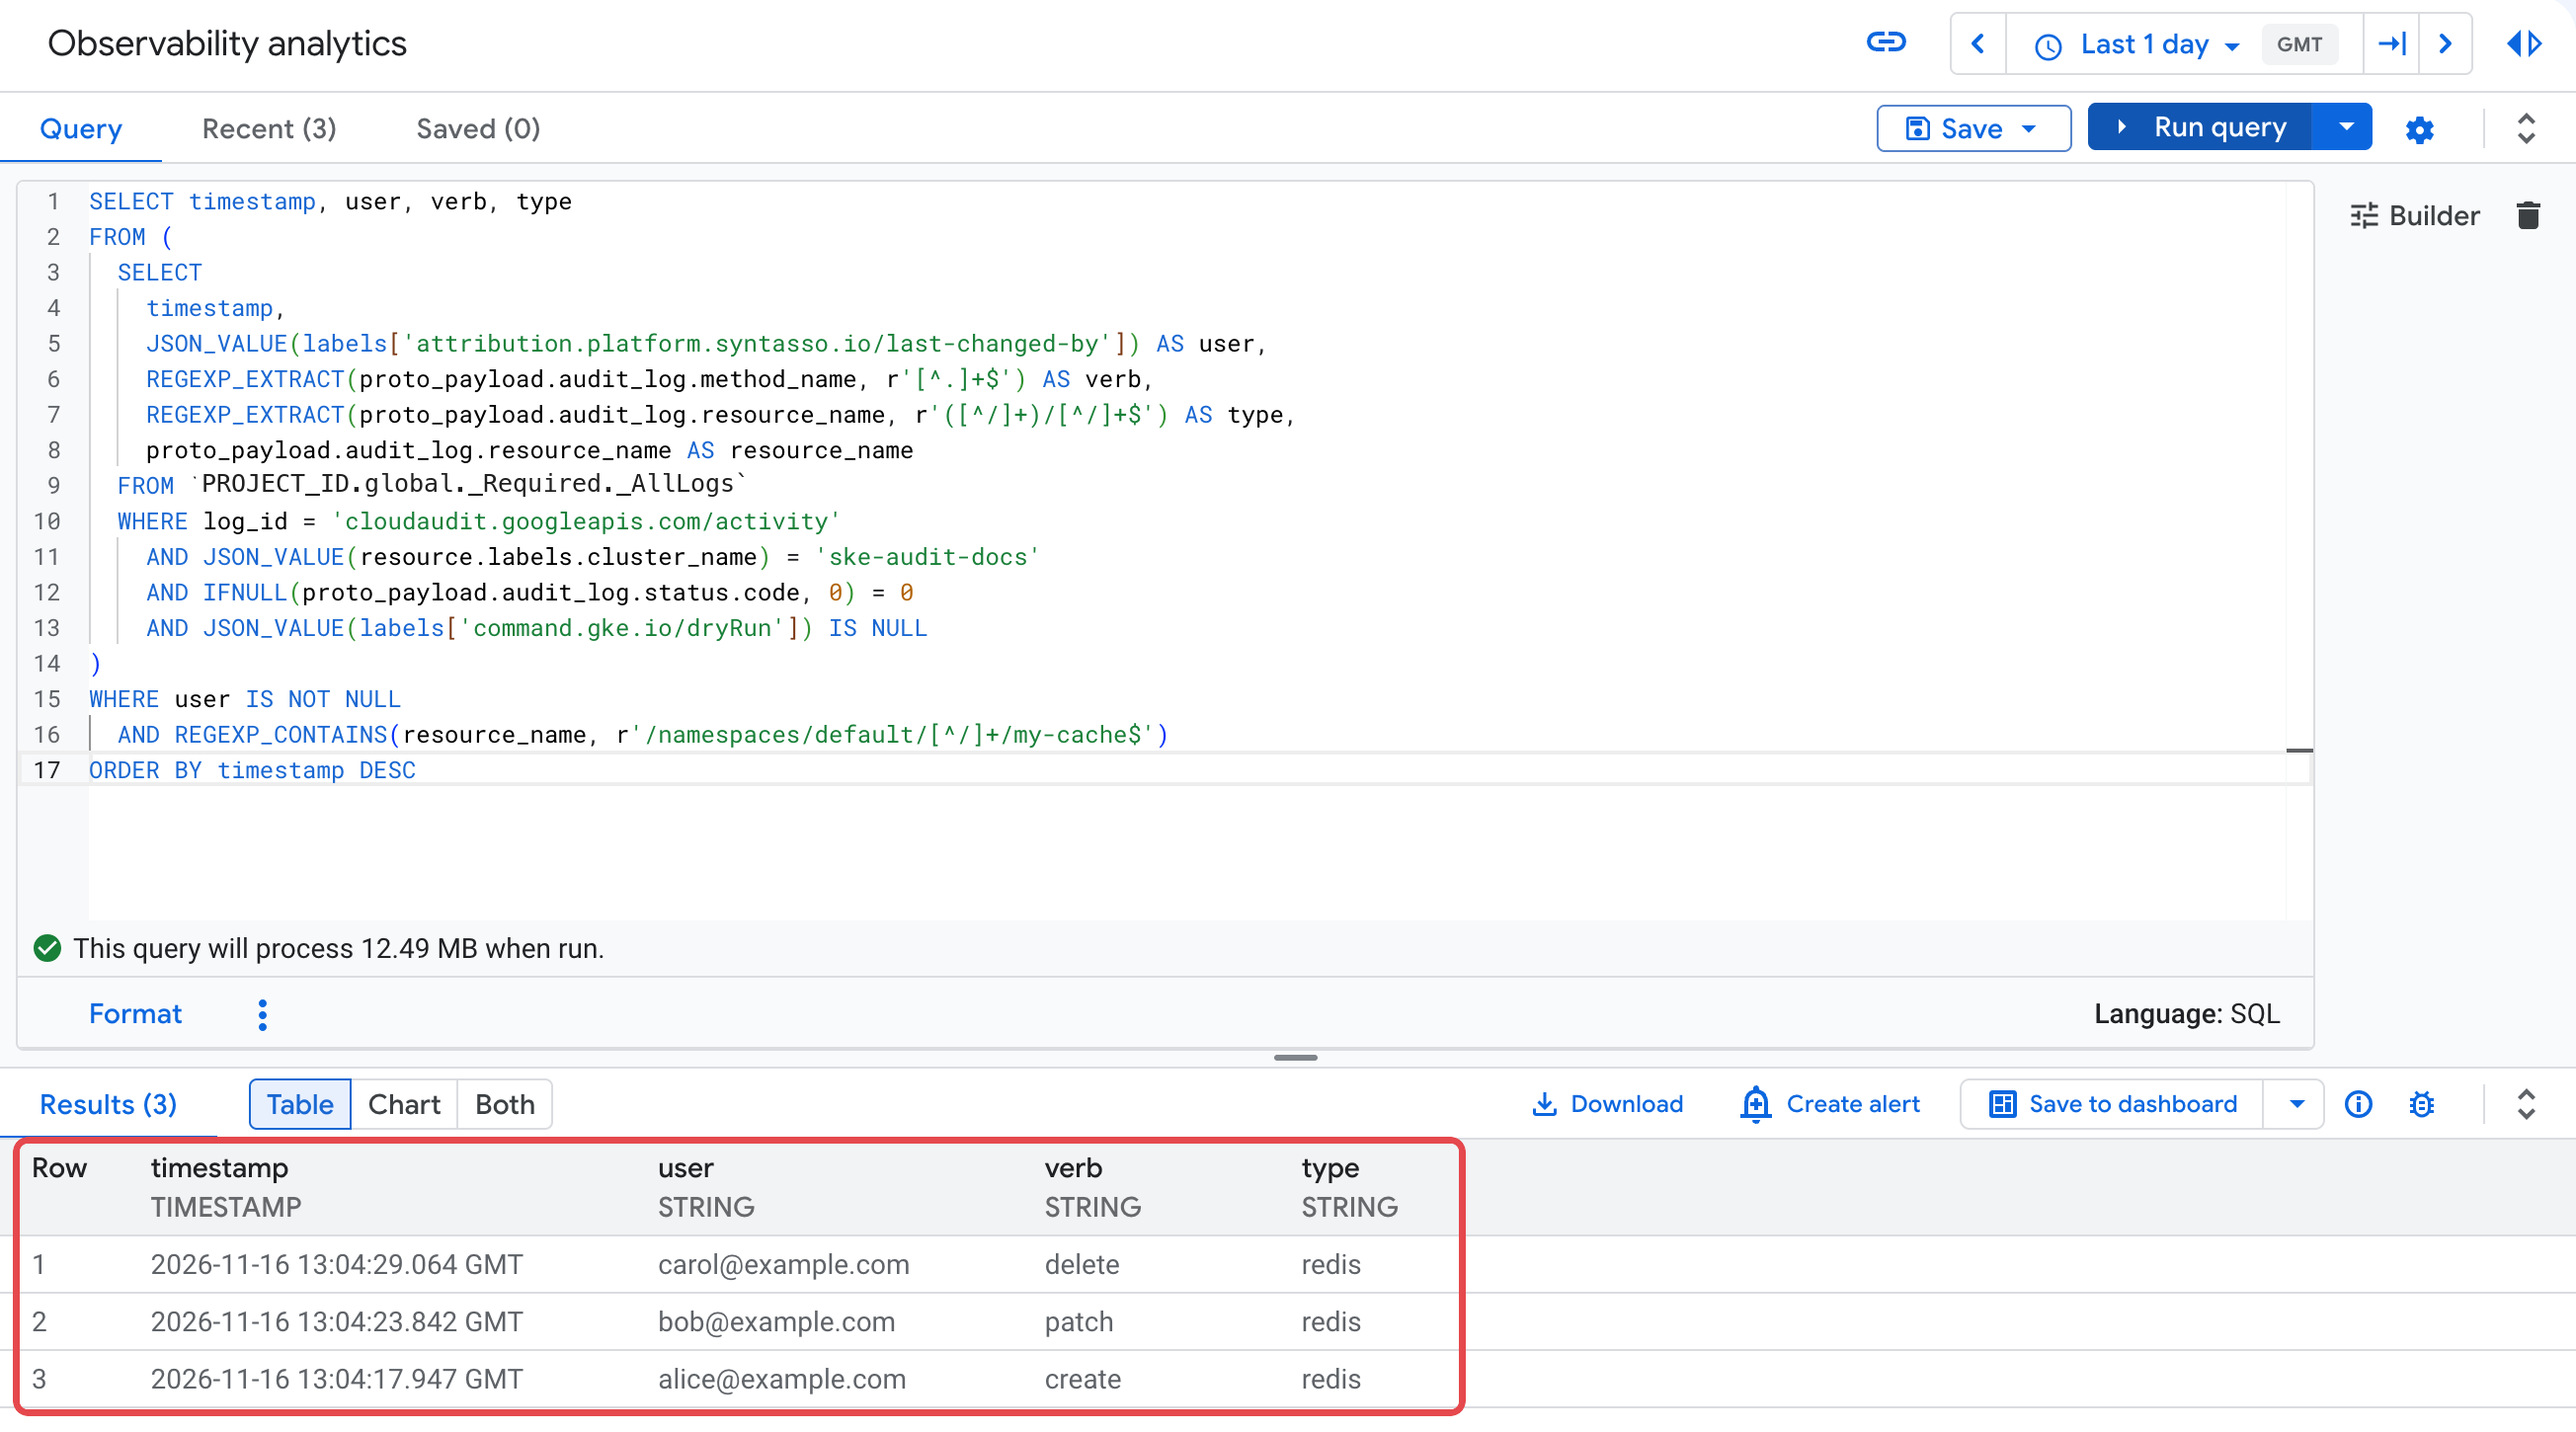 Observability analytics
Last 1 day GMT
Query Recent (3) Saved (0) Save Run query
1 SELECT timestamp, user, verb, type
2 FROM (
3 SELECT
4 timestamp,
5 JSON_VALUE(labels['attribution.platform.syntasso.io/last-changed-by']) AS user,
6 REGEXP_EXTRACT(proto_payload.audit_log.method_name, r'[^.]+$') AS verb,
7 REGEXP_EXTRACT(proto_payload.audit_log.resource_name, r'([^/]+)/[^/]+$') AS type,
8 proto_payload.audit_log.resource_name AS resource_name
9 FROM `PROJECT_ID.global._Required._AllLogs`
10 WHERE log_id = 'cloudaudit.googleapis.com/activity'
11 AND JSON_VALUE(resource.labels.cluster_name) = 'ske-audit-docs'
12 AND IFNULL(proto_payload.audit_log.status.code, 0) = 0
13 AND JSON_VALUE(labels['command.gke.io/dryRun']) IS NULL
14 )
15 WHERE user IS NOT NULL
16 AND REGEXP_CONTAINS(resource_name, r'/namespaces/default/[^/]+/my-cache$')
17 ORDER BY timestamp DESC
Builder
This query will process 12.49 MB when run.
Format Language: SQL
Results (3) Table Chart Both Download Create alert Save to dashboard
Row timestamp user verb type
TIMESTAMP STRING STRING STRING
1 2026-11-16 13:04:29.064 GMT carol@example.com delete redis
2 2026-11-16 13:04:23.842 GMT bob@example.com patch redis
3 2026-11-16 13:04:17.947 GMT alice@example.com create redis